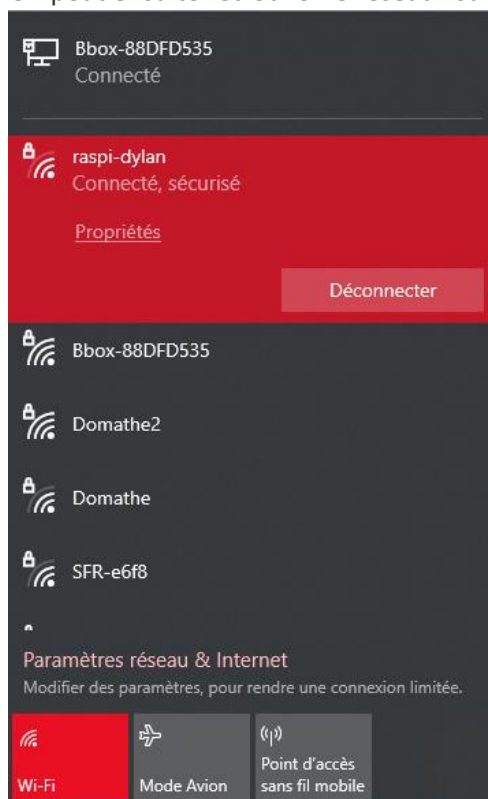 Bbox-88DFD535
Connecté
raspi-dylan
Connecté, sécurisé
Propriétés
Déconnecter
Bbox-88DFD535
Domathe2
Domathe
SFR-e6f8
Paramètres réseau & Internet
Modifier des paramètres, pour rendre une connexion limitée.
Wi-Fi
Mode Avion
Point d'accès
sans fil mobile